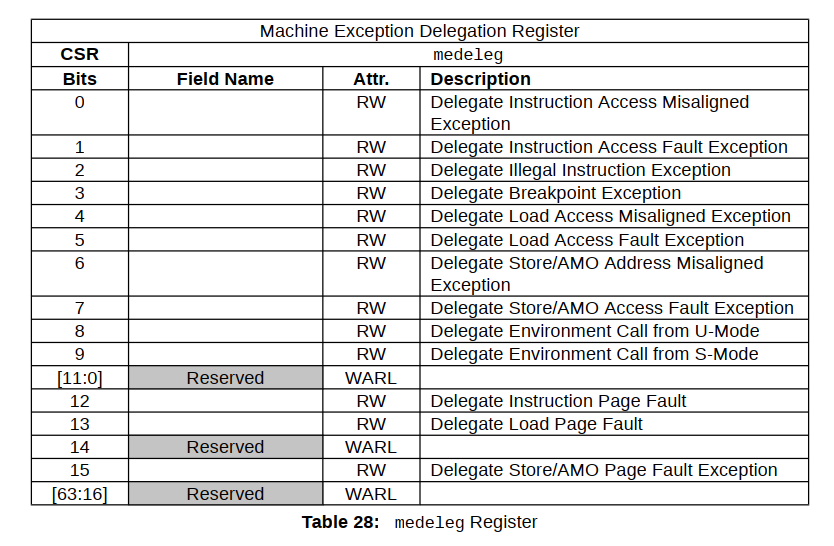 Machine Exception Delegation Register
CSR medeleg
Bits Field Name Attr. Description
0 RW Delegate Instruction Access Misaligned
Exception
1 RW Delegate Instruction Access Fault Exception
2 RW Delegate Illegal Instruction Exception
3 RW Delegate Breakpoint Exception
4 RW Delegate Load Access Misaligned Exception
5 RW Delegate Load Access Fault Exception
6 RW Delegate Store/AMO Address Misaligned
Exception
7 RW Delegate Store/AMO Access Fault Exception
8 RW Delegate Environment Call from U-Mode
9 RW Delegate Environment Call from S-Mode
[11:0] Reserved WARL
12 RW Delegate Instruction Page Fault
13 RW Delegate Load Page Fault
14 Reserved WARL
15 RW Delegate Store/AMO Page Fault Exception
[63:16] Reserved WARL
Table 28: medeleg Register